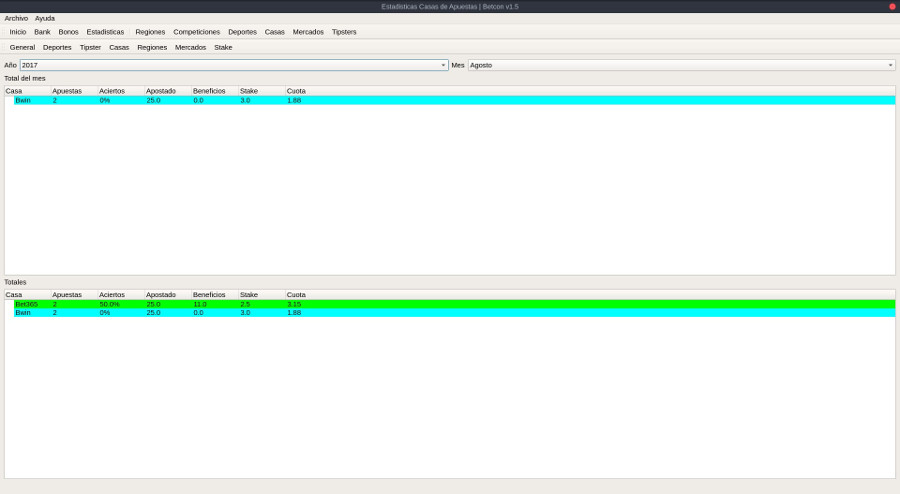 Estadisticas Casas de Apuestas | Betcon v1.5
Archivo Ayuda
Inicio Bank Bonos Estadisticas Regiones Competiciones Deportes Casas Mercados Tipsters
General Deportes Tipster Casas Regiones Mercados Stake
Año 2017 Mes Agosto
Total del mes
Casa Apuestas Aciertos Apostado Beneficios Stake Cuota
Bwin 2 0% 25.0 0.0 3.0 1.88
Totales
Casa Apuestas Aciertos Apostado Beneficios Stake Cuota
Bet365 2 50.0% 25.0 11.0 2.5 3.15
Bwin 2 0% 25.0 0.0 3.0 1.88